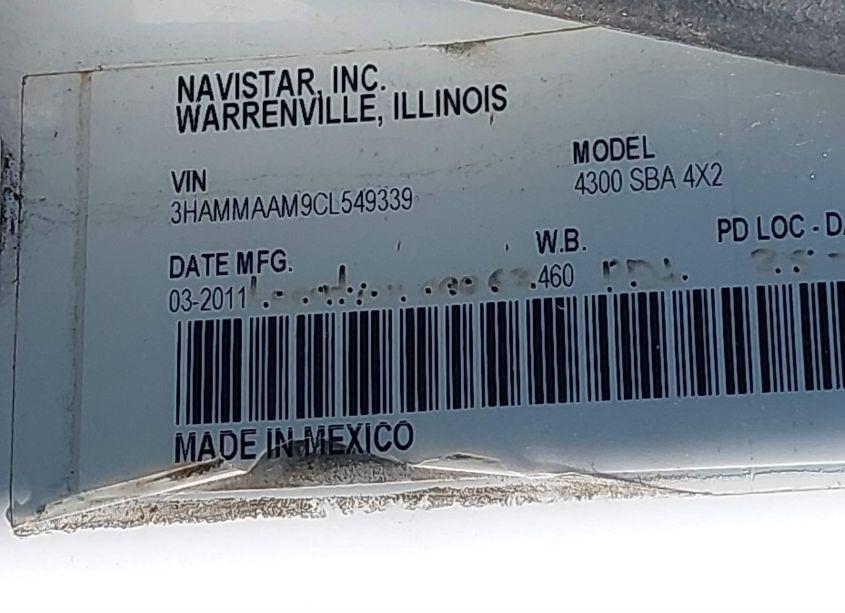 NAVISTAR, INC.
WARRENVILLE, ILLINOIS
VIN
3HAMMAAM9CL549339
MODEL
4300 SBA 4X2
DATE MFG.
03-2011
W.B.
460
PD LOC - DA
MADE IN MEXICO